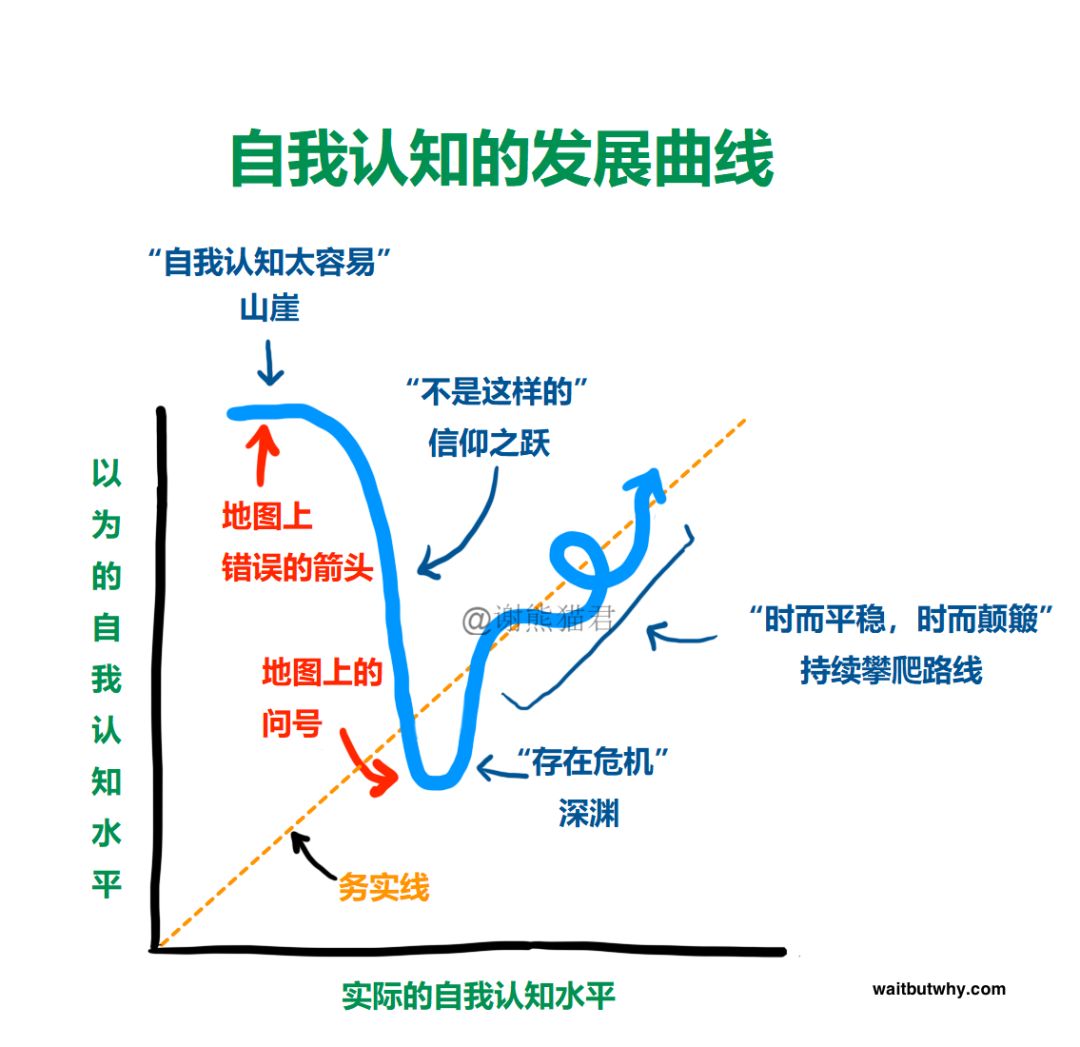 自我认知的发展曲线
“自我认知太容易”
山崖
“不是这样的”
信仰之跃
以为的自我认知水平
地图上
错误的箭头
@谢熊猫君
“时而平稳，时而颠簸”
持续攀爬路线
地图上的
问号
“存在危机”
深渊
务实线
实际的自我认知水平
waitbutwhy.com